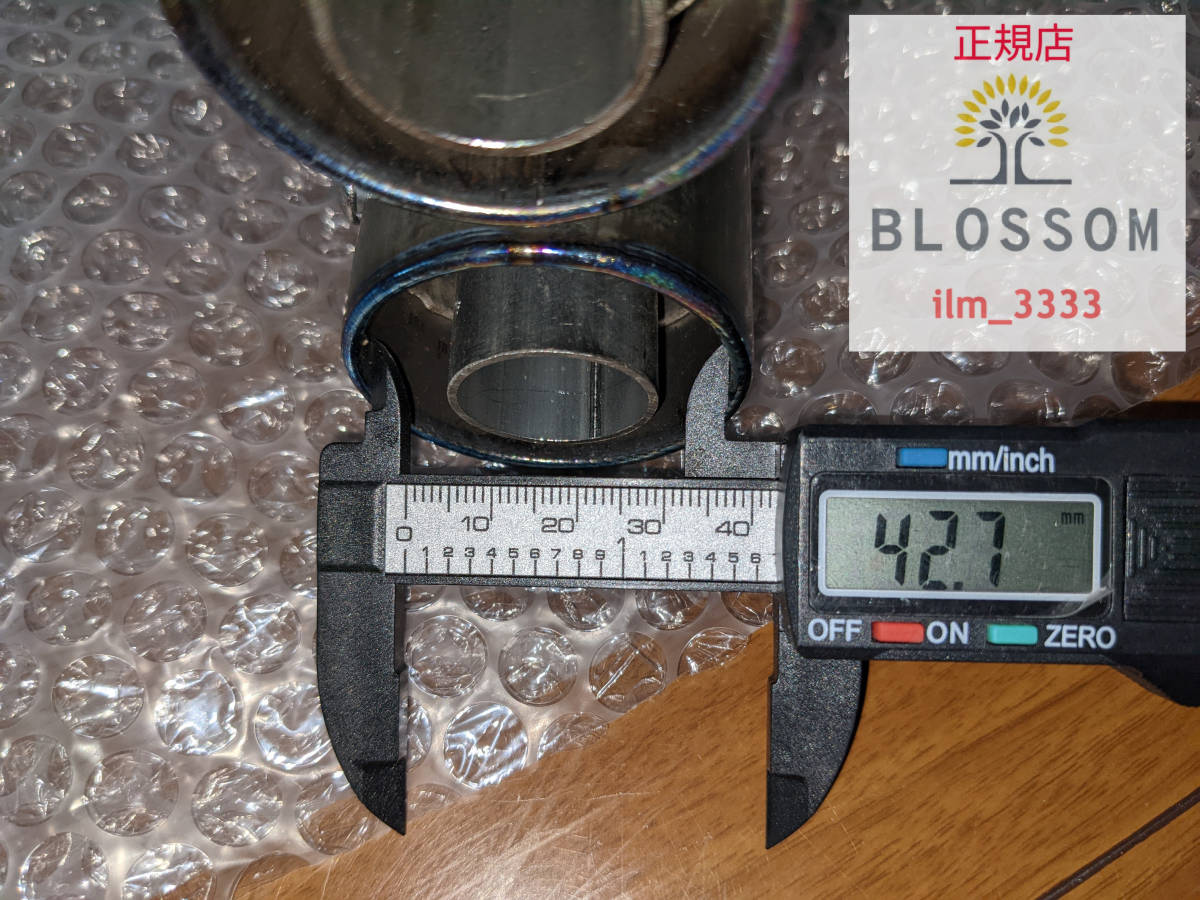 正規店
BLOSSOM
ilm_3333
mm/inch
42.7 mm
OFF ON ZERO
0 10 20 30 40
1 2 3 4 5 6 7 8 9 1 1 2 3 4 5 6